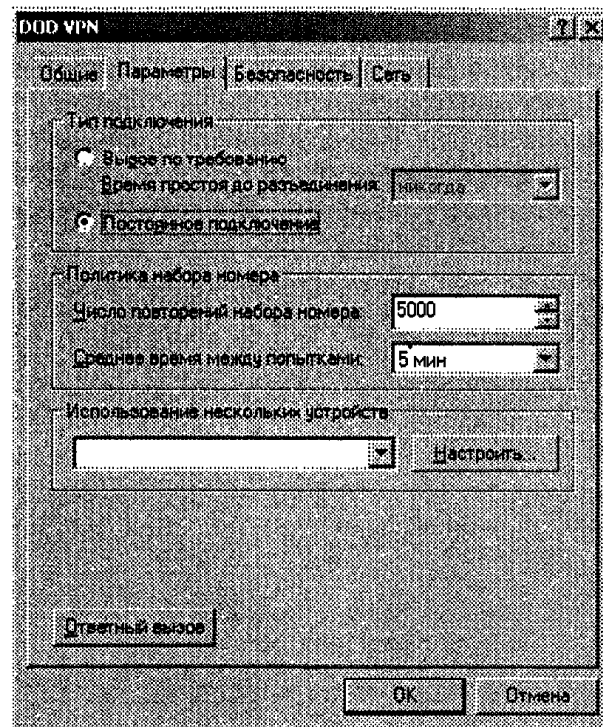 DOD VPN
Общие Параметры Безопасность Сеть
Тип подключения
Вызов по требованию
Время простоя до разъединения: никогда
Постоянное подключение
Политика набора номера
Число повторений набора номера: 5000
Среднее время между попытками: 5 мин
Использование нескольких устройств
Настроить...
Ответный вызов
OK Отмена